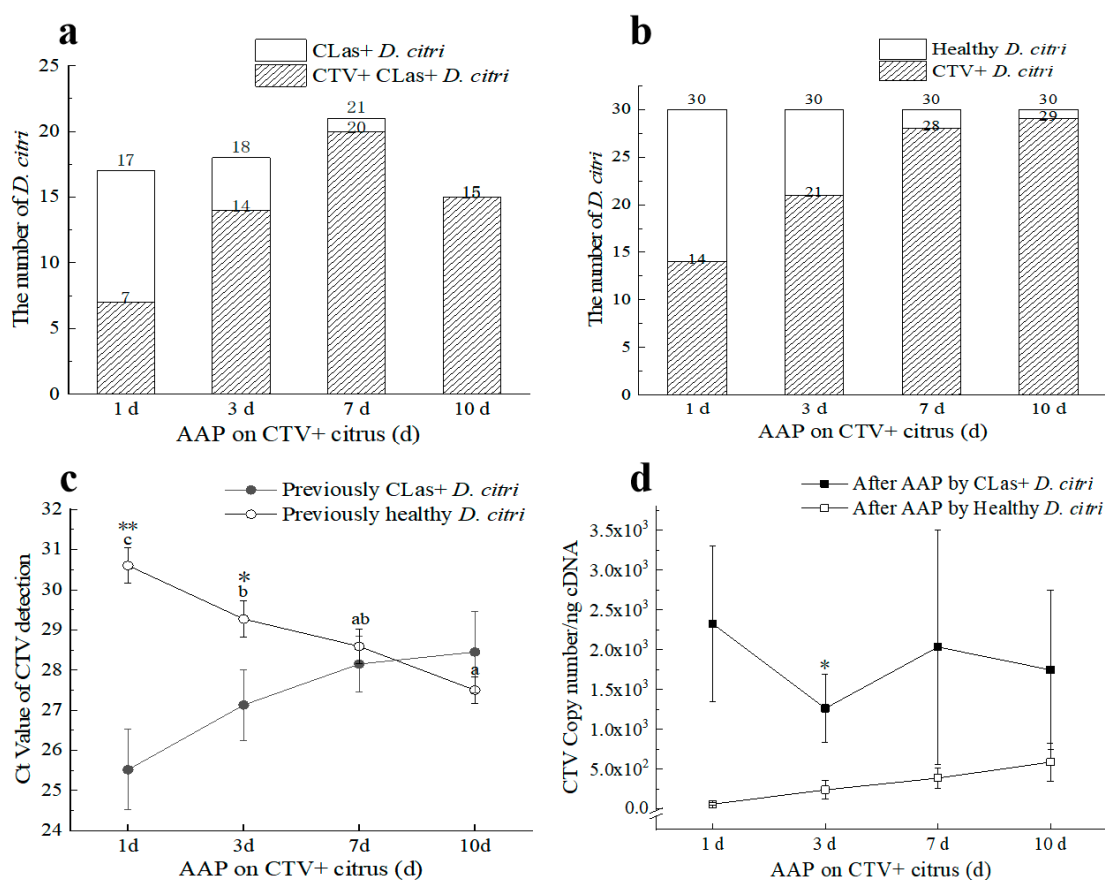 a
CLas+ D. citri
CTV+ CLas+ D. citri
The number of D. citri
25
20
15
10
5
0
17
7
18
14
21
20
15
1 d
3 d
7 d
10 d
AAP on CTV+ citrus (d)
b
Healthy D. citri
CTV+ D. citri
The number of D. citri
30
25
20
15
10
5
0
30
14
30
21
30
28
30
29
1 d
3 d
7 d
10 d
AAP on CTV+ citrus (d)
c
Previously CLas+ D. citri
Previously healthy D. citri
Ct Value of CTV detection
32
31
30
29
28
27
26
25
24
**
c
*
b
ab
a
1d
3d
7d
10d
AAP on CTV+ citrus (d)
d
After AAP by CLas+ D. citri
After AAP by Healthy D. citri
CTV Copy number/ng cDNA
3.5x10³
3.0x10³
2.5x10³
2.0x10³
1.5x10³
1.0x10³
5.0x10²
0.0
*
1 d
3 d
7 d
10 d
AAP on CTV+ citrus (d)